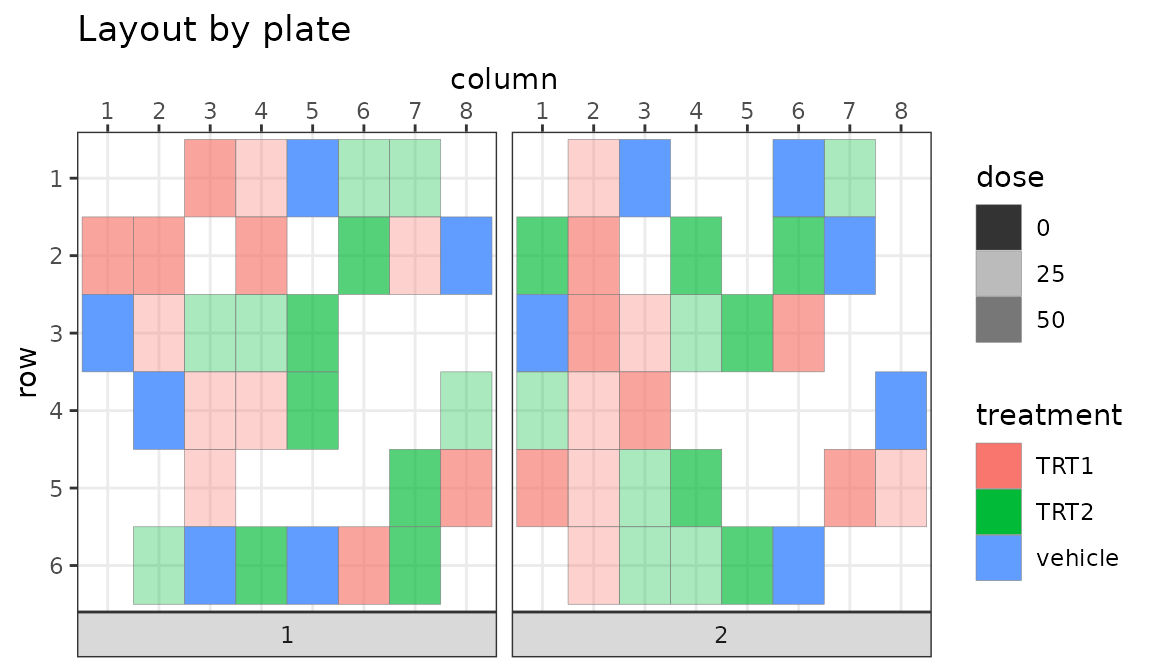 Layout by plate
column
1 2 3 4 5 6 7 8 1 2 3 4 5 6 7 8
row
1
2
3
4
5
6
1 2
dose
0
25
50
treatment
TRT1
TRT2
vehicle